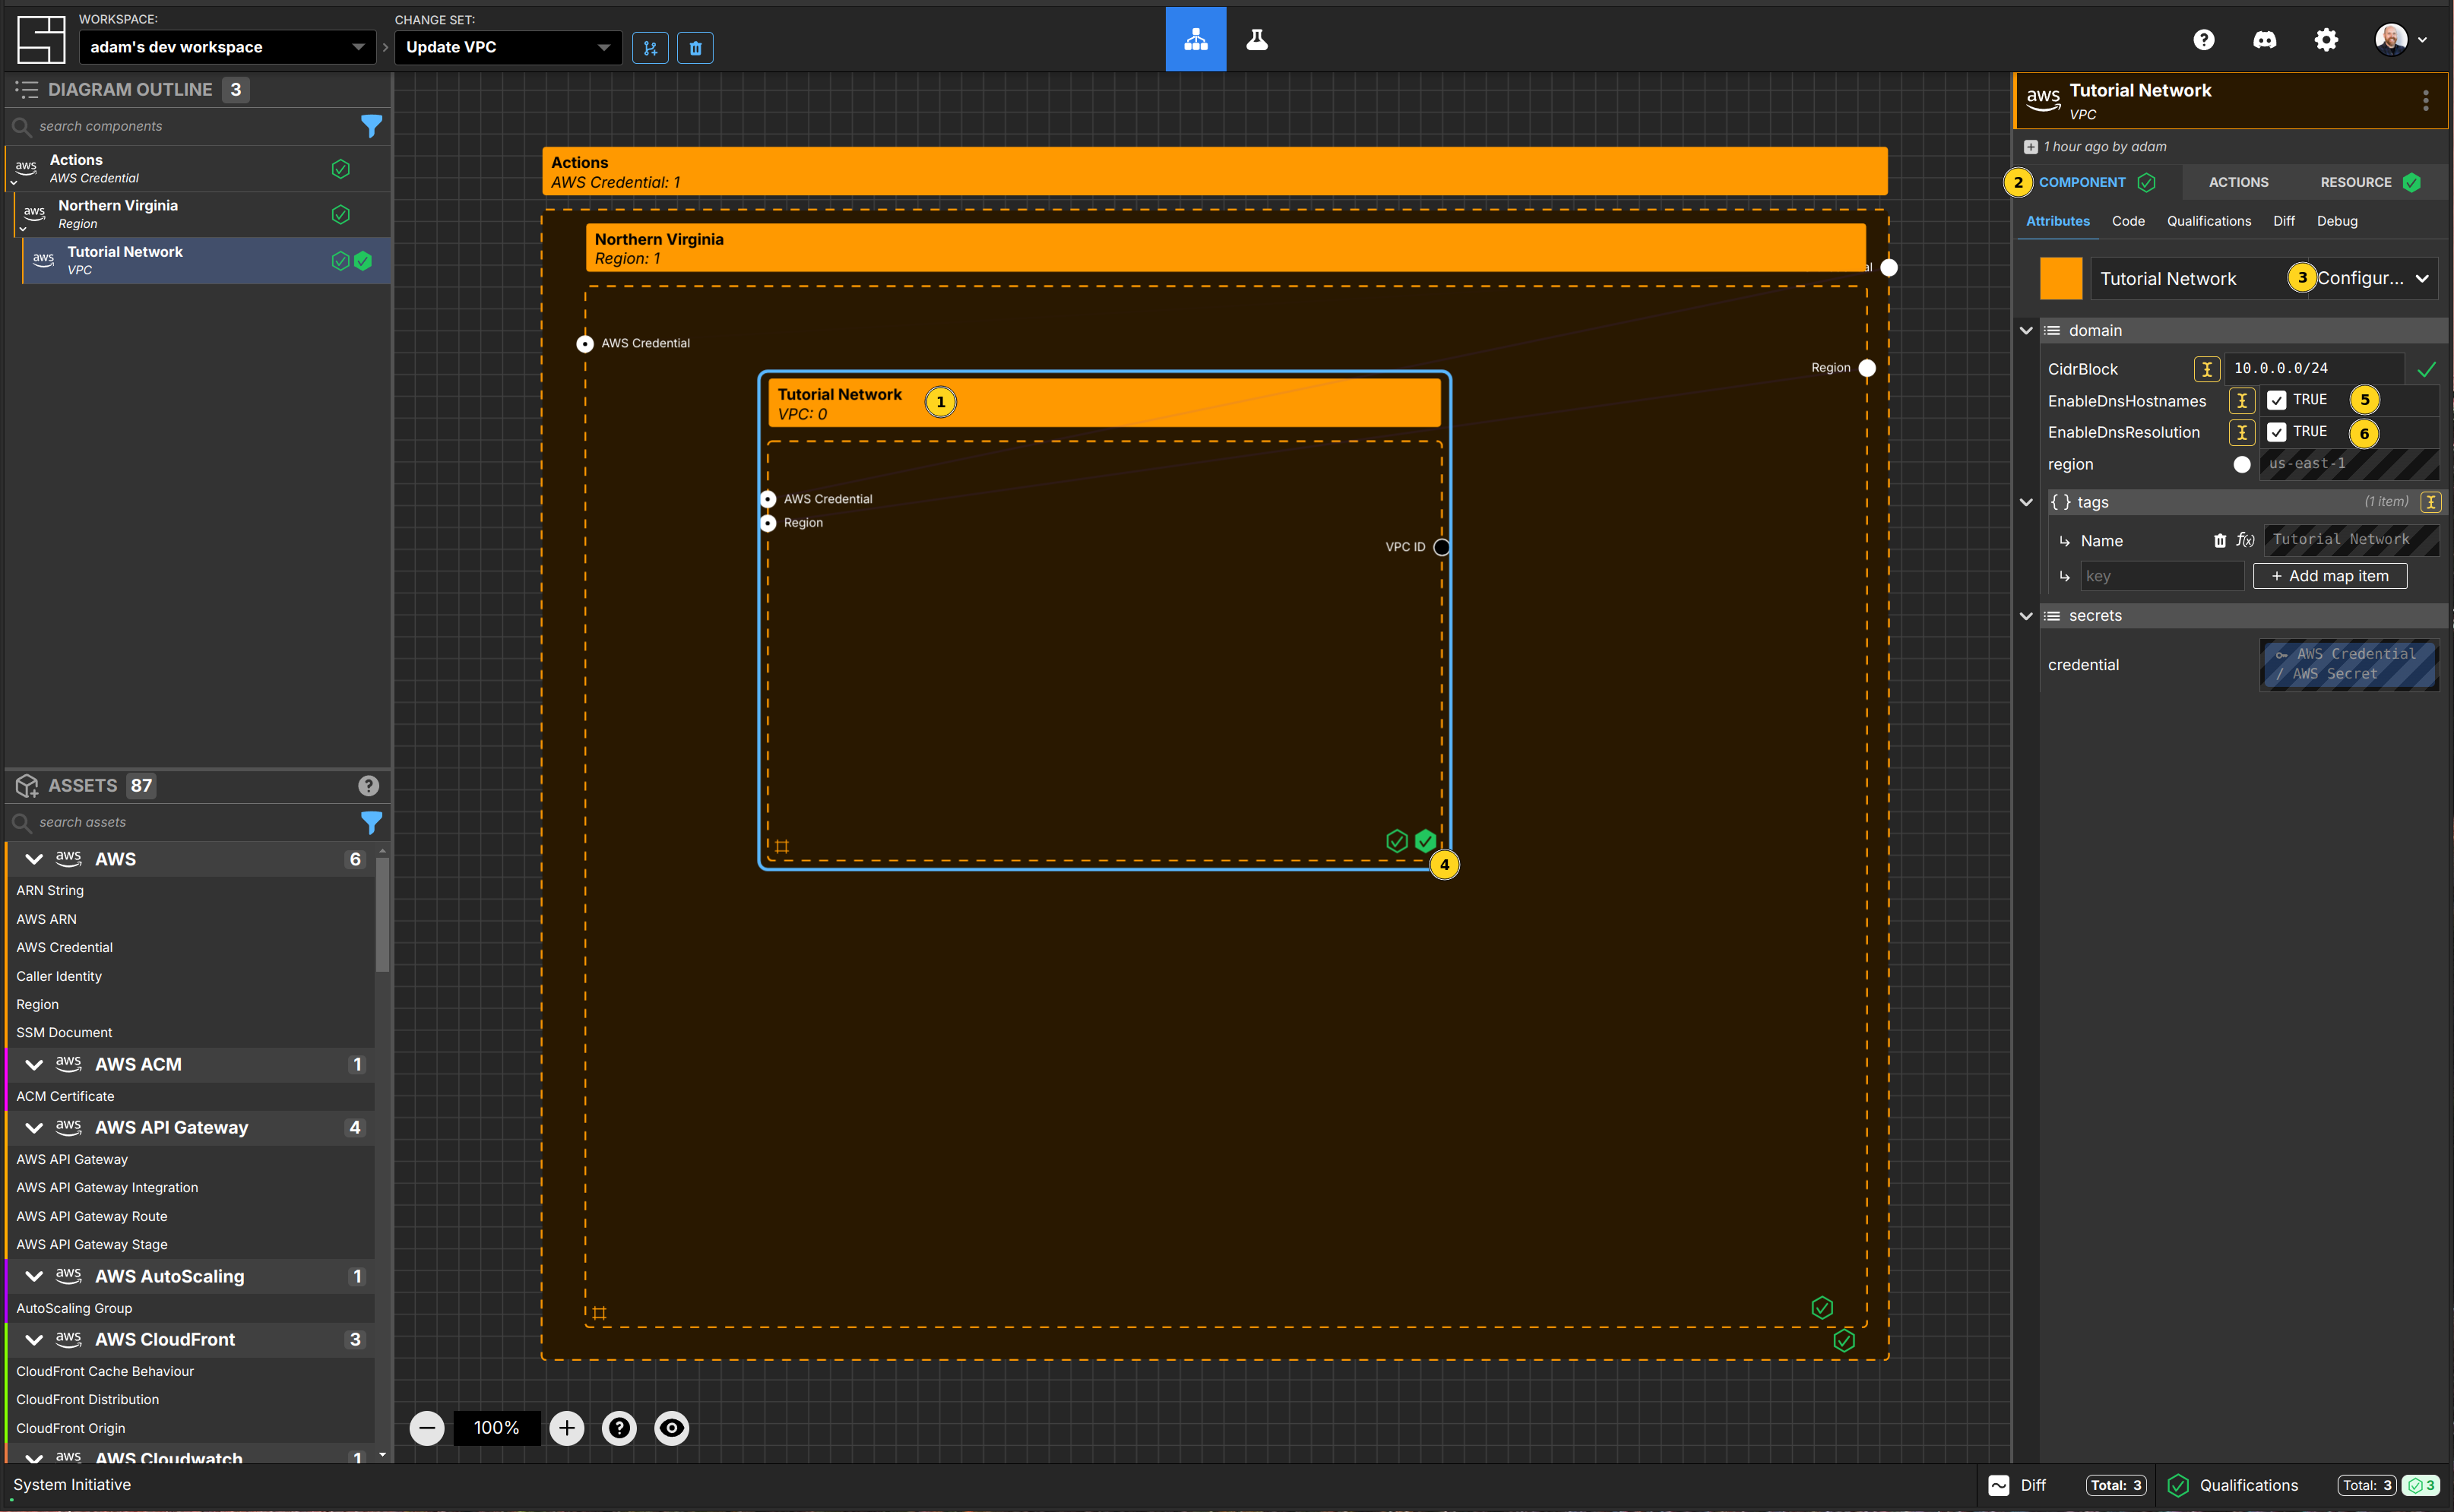 WORKSPACE:
adam's dev workspace
CHANGE SET:
Update VPC
DIAGRAM OUTLINE 3
search components
aws Actions
AWS Credential
aws Northern Virginia
Region
aws Tutorial Network
VPC
ASSETS 87
search assets
aws AWS 6
ARN String
AWS ARN
AWS Credential
Caller Identity
Region
SSM Document
aws AWS ACM 1
ACM Certificate
aws AWS API Gateway 4
AWS API Gateway
AWS API Gateway Integration
AWS API Gateway Route
AWS API Gateway Stage
aws AWS AutoScaling 1
AutoScaling Group
aws AWS CloudFront 3
CloudFront Cache Behaviour
CloudFront Distribution
CloudFront Origin
aws AWS Cloudwatch 1
Actions
AWS Credential: 1
Northern Virginia
Region: 1
al
AWS Credential
Region
Tutorial Network 1
VPC: 0
AWS Credential
Region
VPC ID
4
100%
aws Tutorial Network
VPC
1 hour ago by adam
2 COMPONENT ACTIONS RESOURCE
Attributes Code Qualifications Diff Debug
Tutorial Network 3 Configur...
domain
CidrBlock 10.0.0.0/24
EnableDnsHostnames TRUE 5
EnableDnsResolution TRUE 6
region us-east-1
{ } tags (1 item)
Name f(x) Tutorial Network
key + Add map item
secrets
credential AWS Credential
/ AWS Secret
System Initiative
Diff Total: 3 Qualifications Total: 3 3